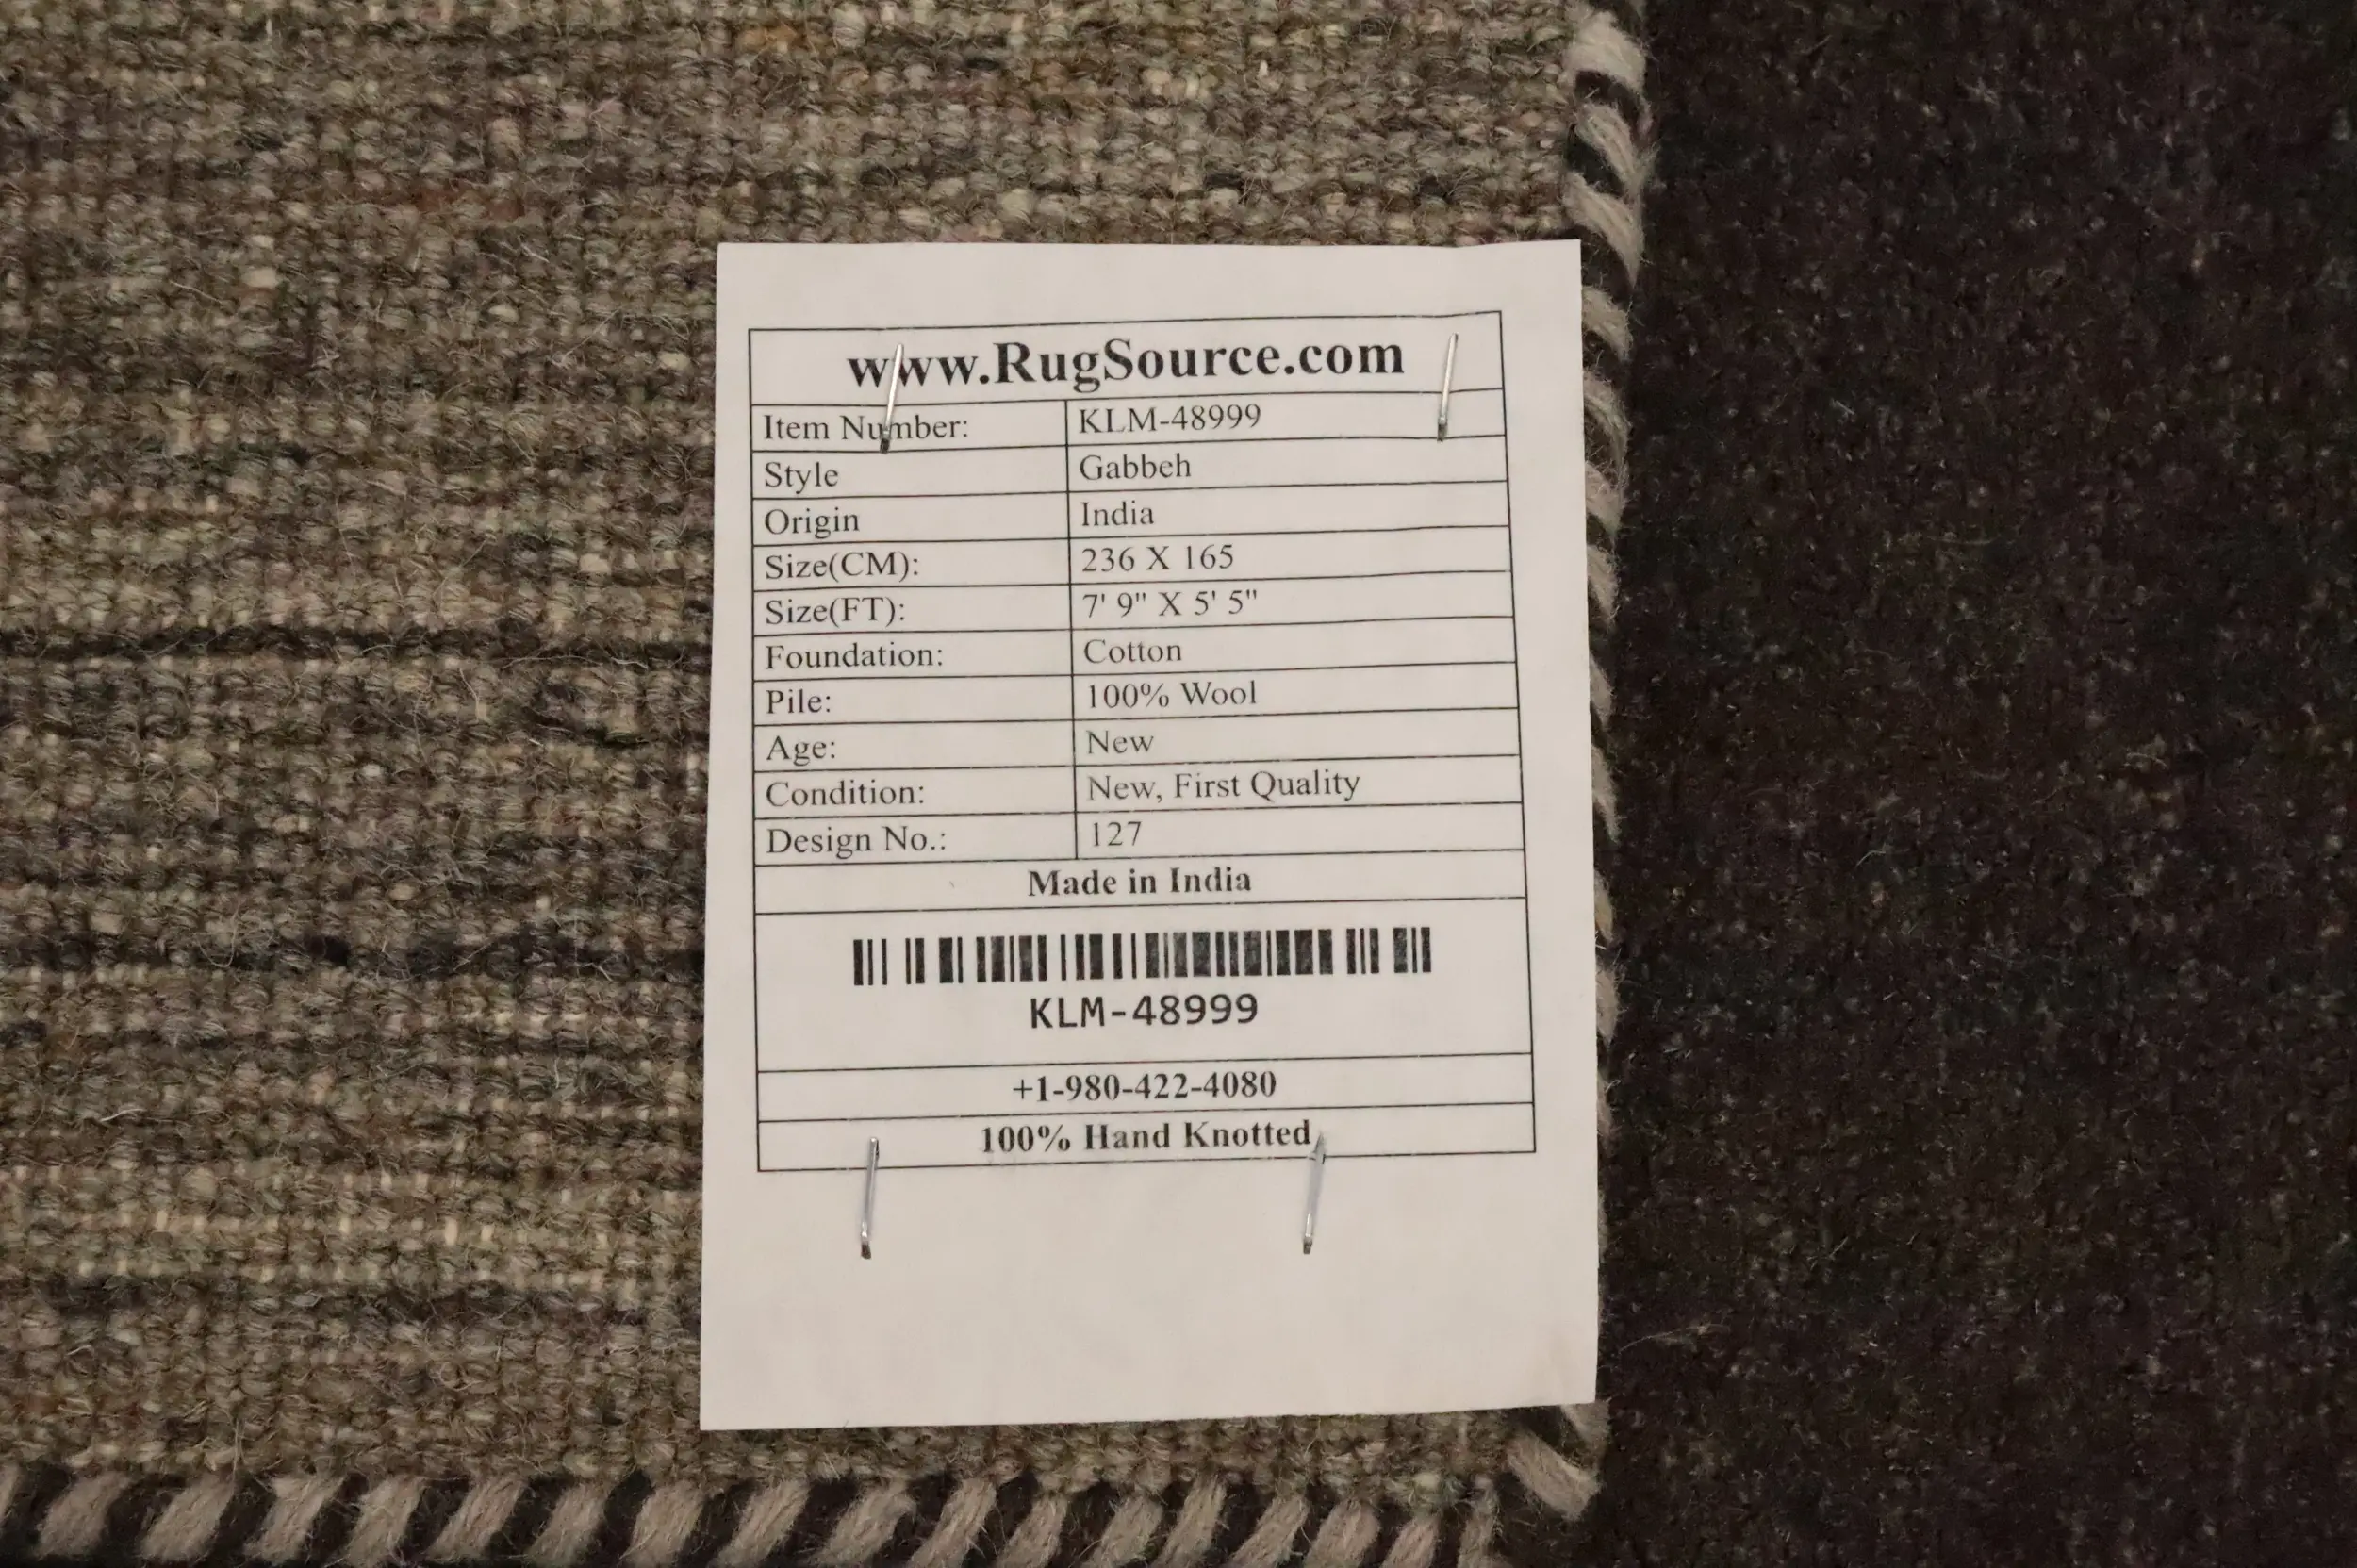 www.RugSource.com
Item Number: KLM-48999
Style Gabbeh
Origin India
Size(CM): 236 X 165
Size(FT): 7' 9" X 5' 5"
Foundation: Cotton
Pile: 100% Wool
Age: New
Condition: New, First Quality
Design No.: 127
Made in India
KLM-48999
+1-980-422-4080
100% Hand Knotted